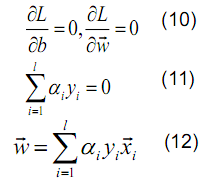 ∂L/∂b = 0, ∂L/∂w⃗ = 0 (10)
∑_{i=1}^{l} α_i y_i = 0 (11)
w⃗ = ∑_{i=1}^{l} α_i y_i x⃗_i (12)